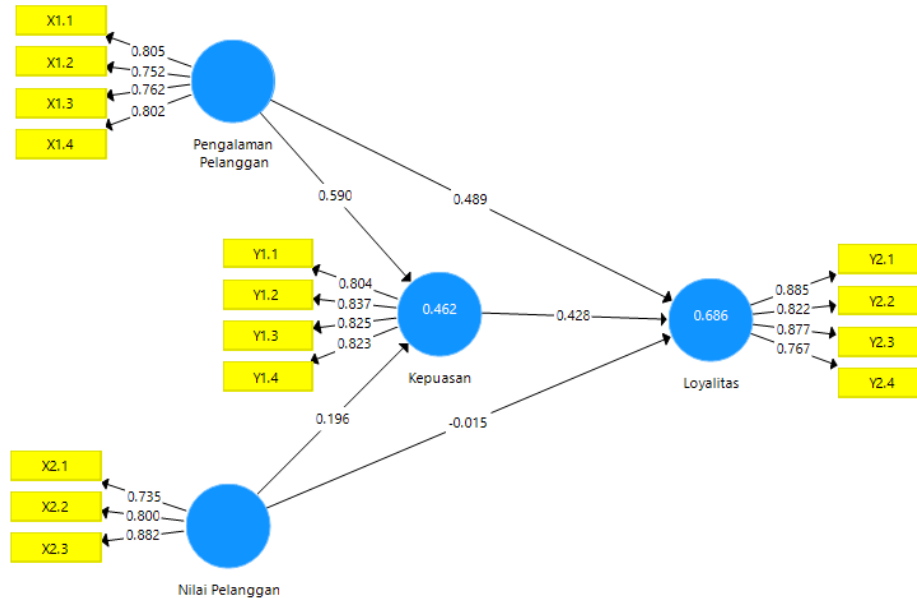 X1.1
X1.2
X1.3
X1.4
0.805
0.752
0.762
0.802
Pengalaman
Pelanggan
0.590
0.489
Y1.1
Y1.2
Y1.3
Y1.4
0.804
0.837
0.825
0.823
0.462
Kepuasan
0.428
0.686
Loyalitas
0.885
0.822
0.877
0.767
Y2.1
Y2.2
Y2.3
Y2.4
0.196
-0.015
X2.1
X2.2
X2.3
0.735
0.800
0.882
Nilai Pelanggan